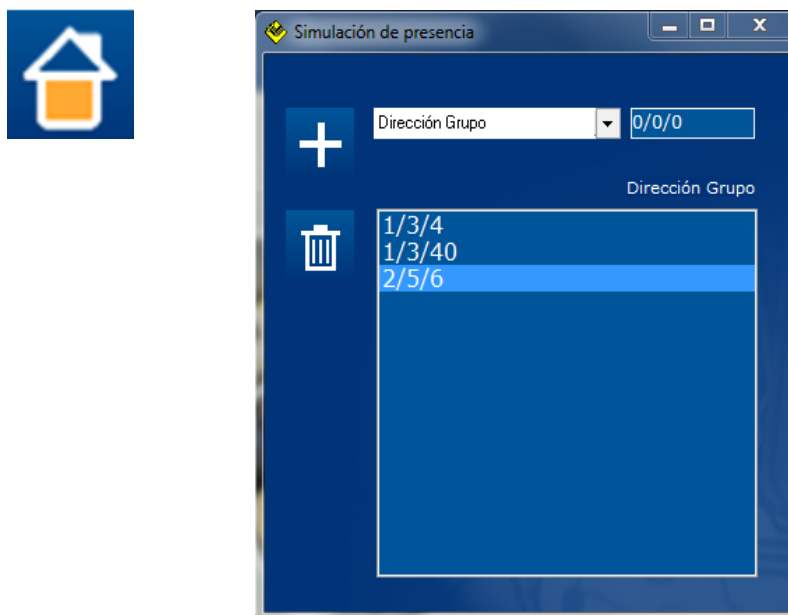 Simulación de presencia
Dirección Grupo
0/0/0
Dirección Grupo
1/3/4
1/3/40
2/5/6